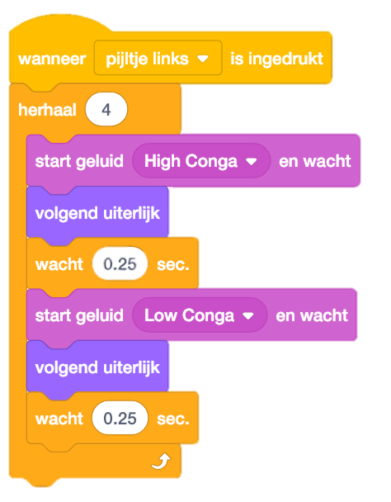 wanneer pijltje links is ingedrukt
herhaal 4
start geluid High Conga en wacht
volgend uiterlijk
wacht 0.25 sec.
start geluid Low Conga en wacht
volgend uiterlijk
wacht 0.25 sec.